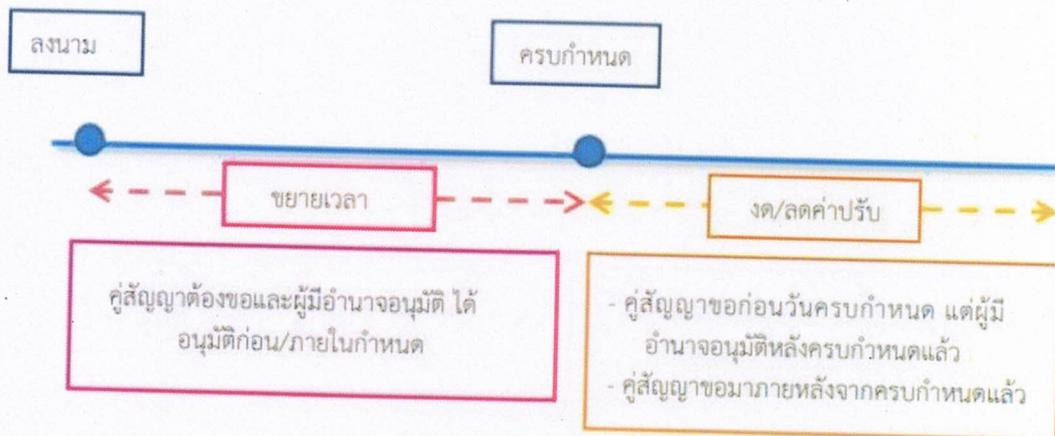 ลงนาม
ครบกำหนด
ขยายเวลา
งด/ลดค่าปรับ
คู่สัญญาต้องขอและผู้มีอำนาจอนุมัติ ได้
อนุมัติก่อน/ภายในกำหนด
- คู่สัญญาขอก่อนวันครบกำหนด แต่ผู้มี
อำนาจอนุมัติหลังครบกำหนดแล้ว
- คู่สัญญาขอมาภายหลังจากครบกำหนดแล้ว